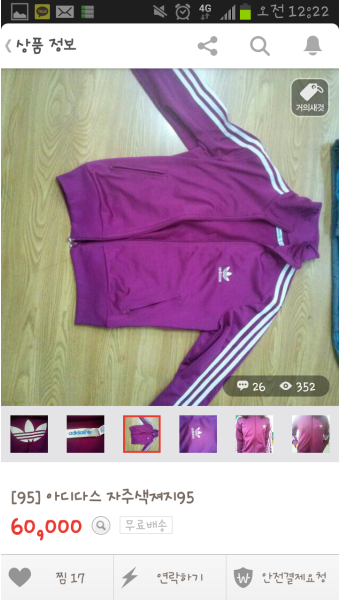 4G 오전 12:22
상품 정보
거의새것
26 352
[95] 아디다스 자주색져지95
60,000 무료배송
찜 17 연락하기 안전결제요청